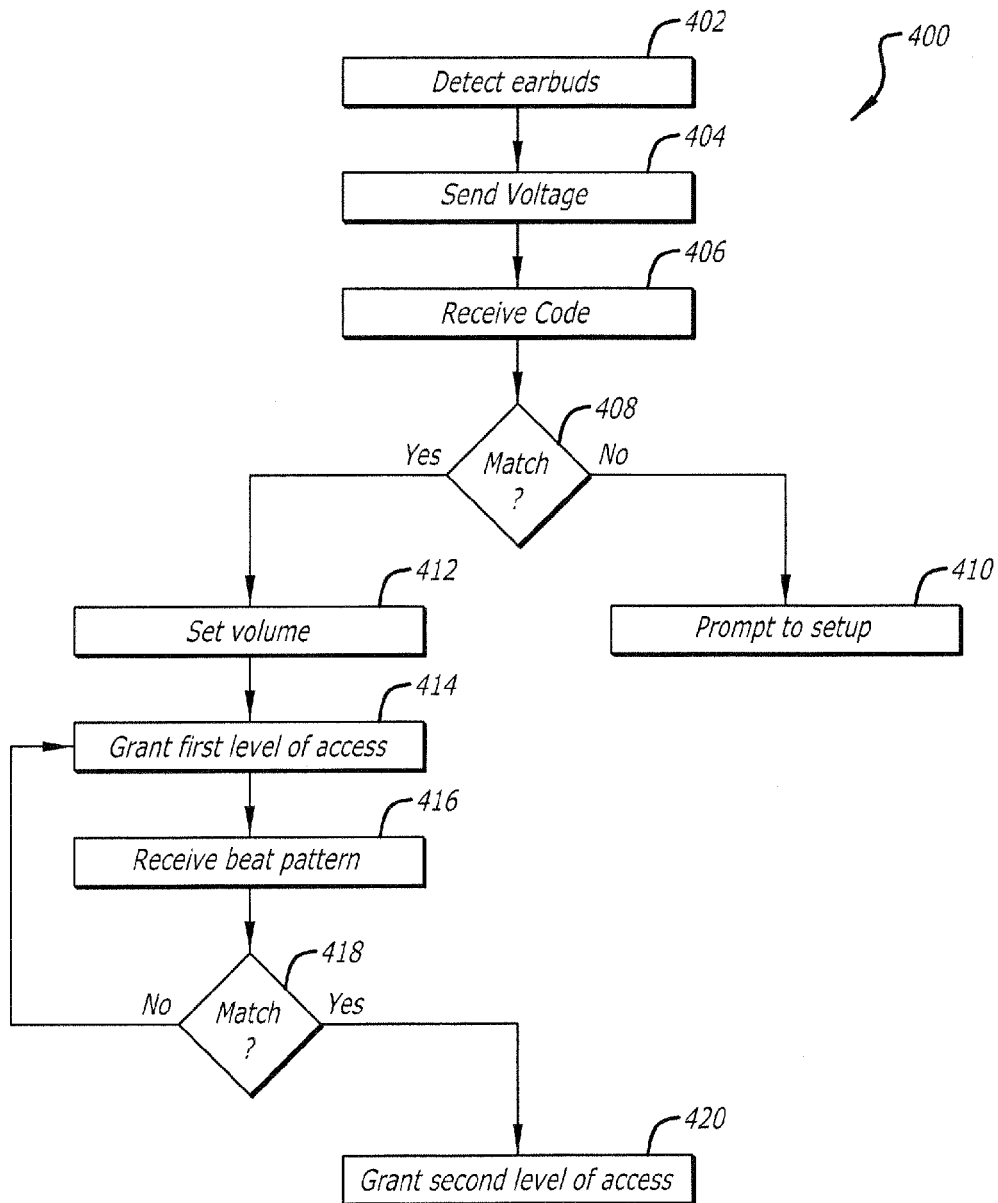 402
400
Detect earbuds
404
Send Voltage
406
Receive Code
408
Yes
Match
?
No
412
410
Set volume
Prompt to setup
414
Grant first level of access
416
Receive beat pattern
418
No
Match
?
Yes
420
Grant second level of access